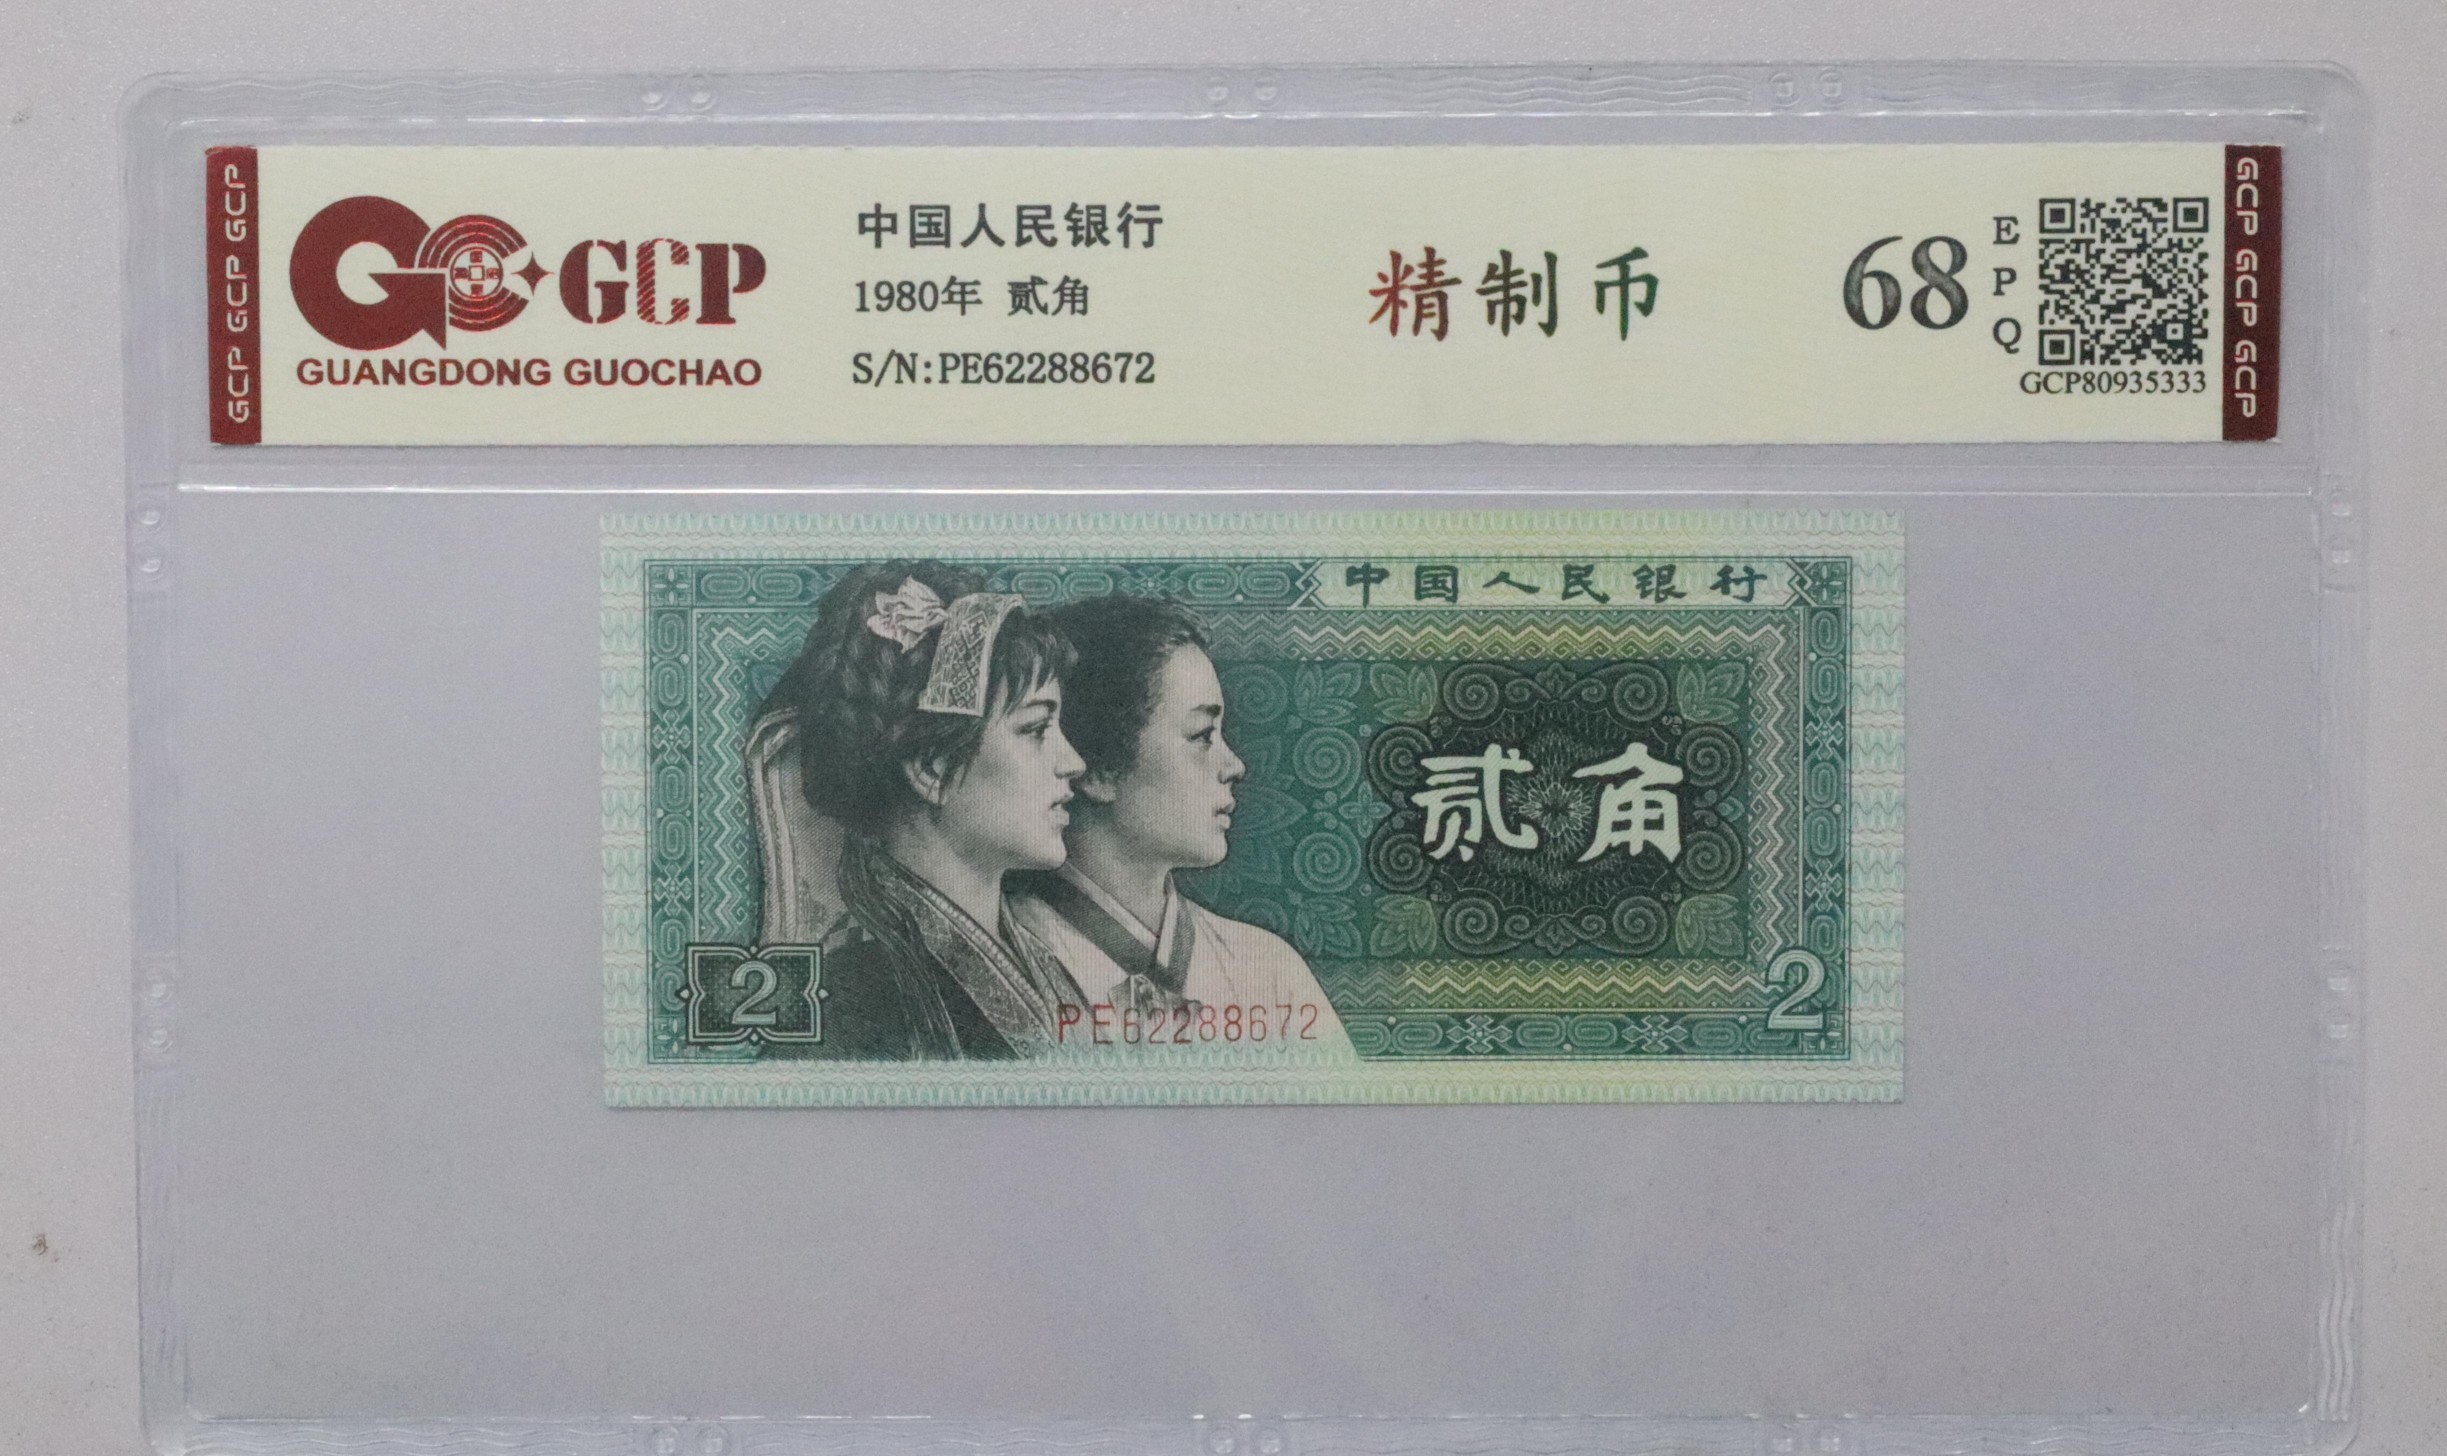 GCP GCP GCP
GCP
GUANGDONG GUOCHAO
中国人民银行
1980年 贰角
S/N:PE62288672
精制币
68
E
P
Q
GCP80935333
GCP GCP GCP
中国人民银行
贰角
2
PE62288672
2